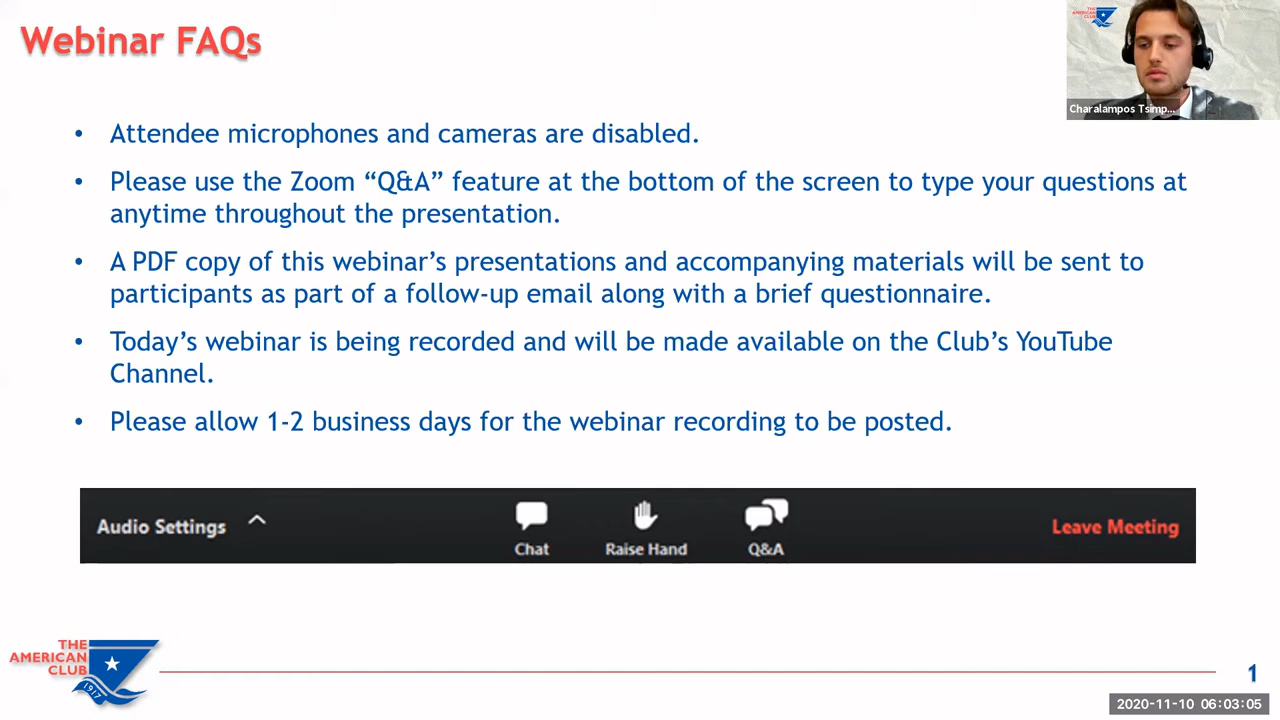 Webinar FAQs
THE
AMERICAN
CLUB
Charalampos Tsimp...
• Attendee microphones and cameras are disabled.
• Please use the Zoom “Q&A” feature at the bottom of the screen to type your questions at
anytime throughout the presentation.
• A PDF copy of this webinar’s presentations and accompanying materials will be sent to
participants as part of a follow-up email along with a brief questionnaire.
• Today’s webinar is being recorded and will be made available on the Club’s YouTube
Channel.
• Please allow 1-2 business days for the webinar recording to be posted.
Audio Settings
Chat
Raise Hand
Q&A
Leave Meeting
THE
AMERICAN
CLUB
1917
1
2020-11-10 06:03:05